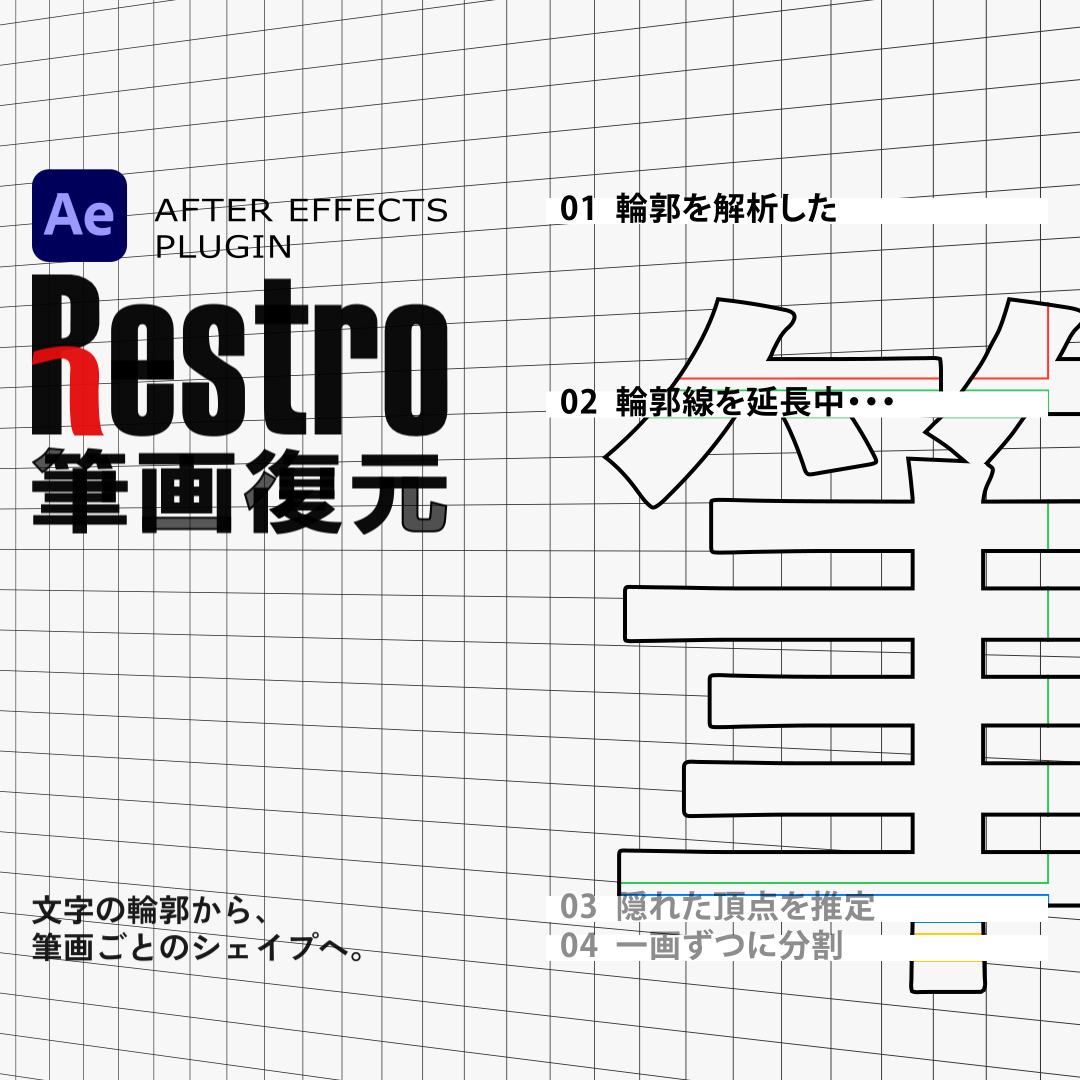 Ae
AFTER EFFECTS
PLUGIN
Restro
筆画復元
文字の輪郭から、
筆画ごとのシェイプへ。
01 輪郭を解析した
02 輪郭線を延長中・・・
03 隠れた頂点を推定
04 一画ずつに分割
筆